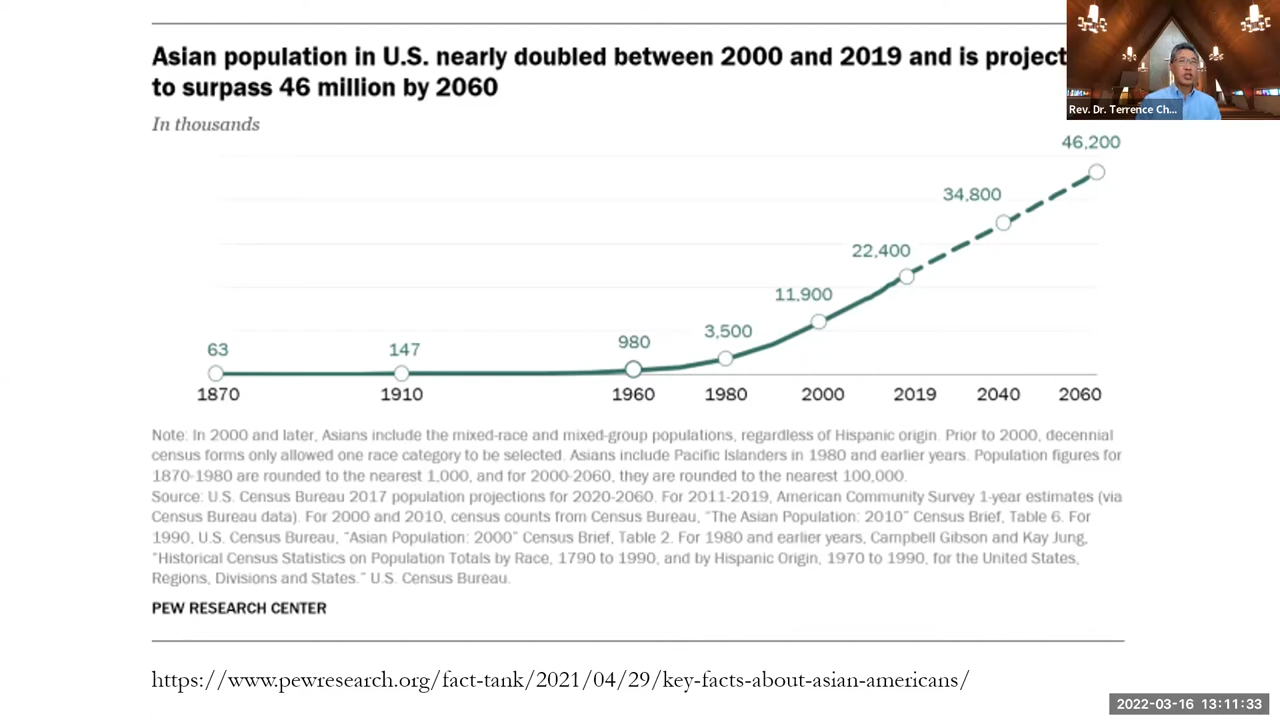 Asian population in U.S. nearly doubled between 2000 and 2019 and is project
to surpass 46 million by 2060
Rev. Dr. Terrence Ch...
In thousands
46,200
34,800
22,400
11,900
3,500
980
147
63
1870 1910 1960 1980 2000 2019 2040 2060
Note: In 2000 and later, Asians include the mixed-race and mixed-group populations, regardless of Hispanic origin. Prior to 2000, decennial
census forms only allowed one race category to be selected. Asians include Pacific Islanders in 1980 and earlier years. Population figures for
1870-1980 are rounded to the nearest 1,000, and for 2000-2060, they are rounded to the nearest 100,000.
Source: U.S. Census Bureau 2017 population projections for 2020-2060. For 2011-2019, American Community Survey 1-year estimates (via
Census Bureau data). For 2000 and 2010, census counts from Census Bureau, "The Asian Population: 2010" Census Brief, Table 6. For
1990, U.S. Census Bureau, "Asian Population: 2000" Census Brief, Table 2. For 1980 and earlier years, Campbell Gibson and Kay Jung,
"Historical Census Statistics on Population Totals by Race, 1790 to 1990, and by Hispanic Origin, 1970 to 1990, for the United States,
Regions, Divisions and States." U.S. Census Bureau.
PEW RESEARCH CENTER
https://www.pewresearch.org/fact-tank/2021/04/29/key-facts-about-asian-americans/
2022-03-16 13:11:33